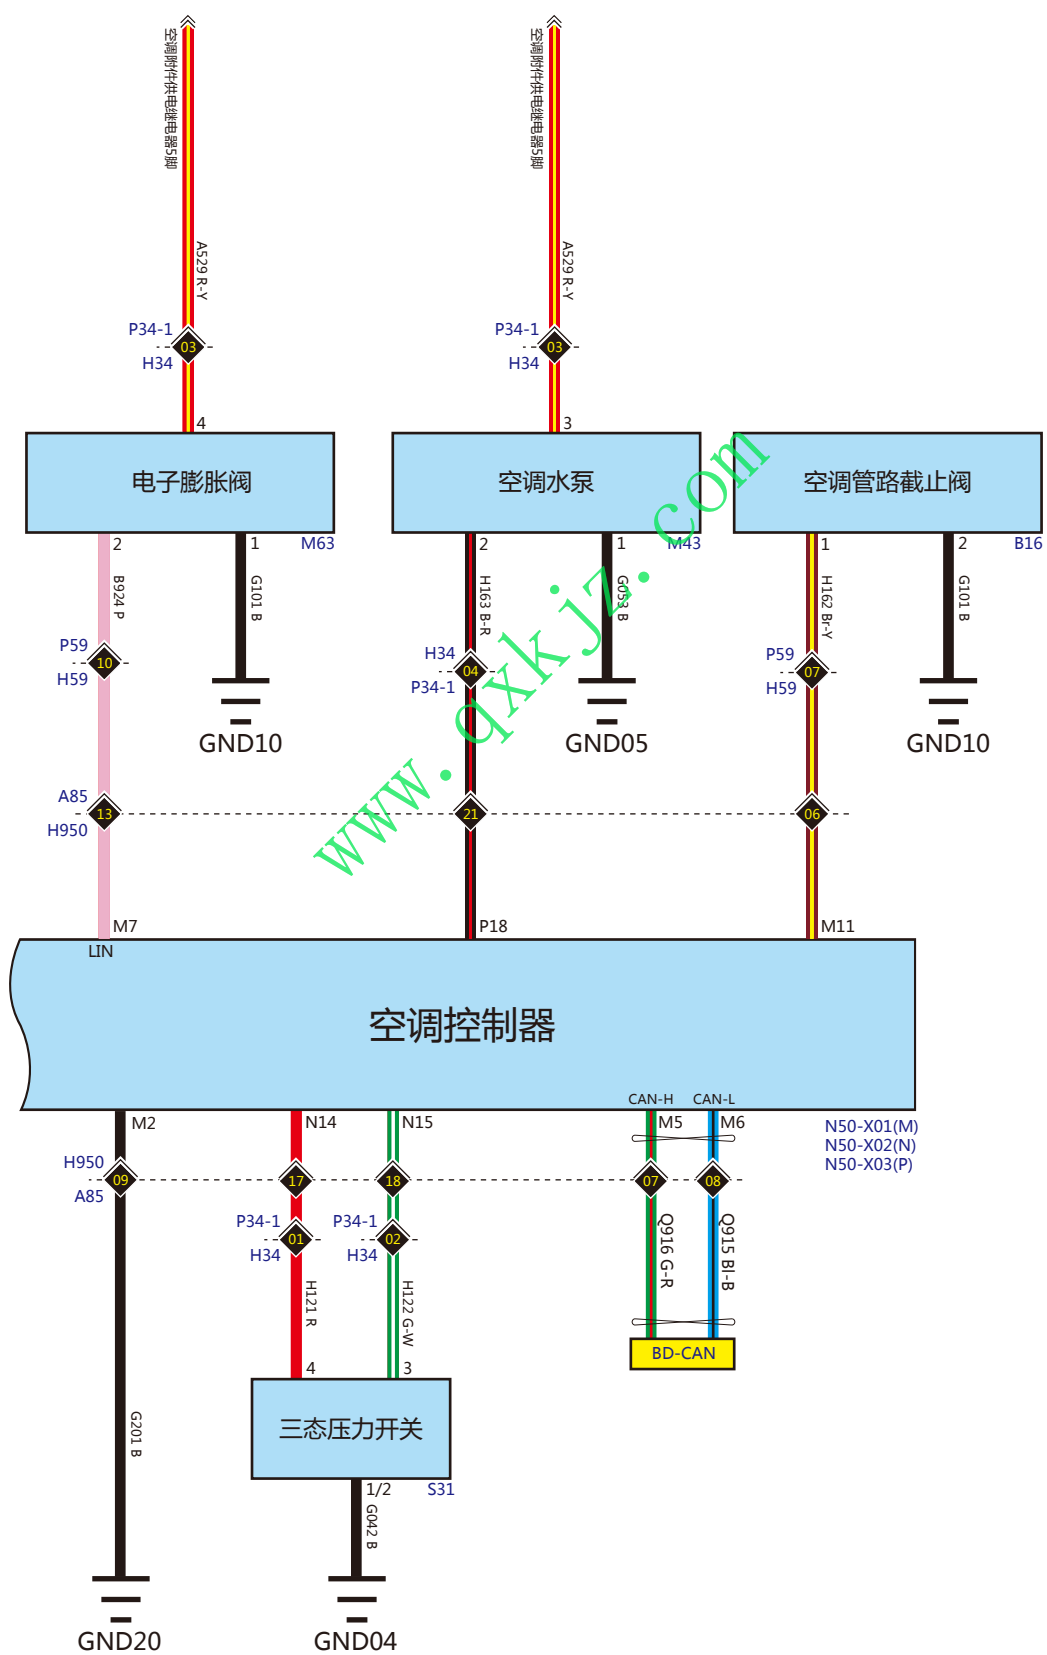 空调附件供电继电器5脚
空调附件供电继电器5脚
A529 R-Y
A529 R-Y
P34-1
03
H34
P34-1
03
H34
4
3
电子膨胀阀
空调水泵
空调管路截止阀
2
1
M63
2
1
M43
1
2
B16
B924 P
G101 B
H163 B-R
G053 B
H162 Br-Y
G101 B
P59
10
H59
H34
04
P34-1
P59
07
H59
GND10
GND05
GND10
A85
13
H950
21
06
M7
P18
M11
LIN
空调控制器
CAN-H
CAN-L
M2
N14
N15
M5
M6
N50-X01(M)
N50-X02(N)
N50-X03(P)
H950
09
A85
17
18
07
08
P34-1
01
H34
P34-1
02
H34
Q916 G-R
Q915 Bl-B
H121 R
H122 G-W
BD-CAN
4
3
G201 B
三态压力开关
1/2
S31
G042 B
GND20
GND04
www.qxkjz.com